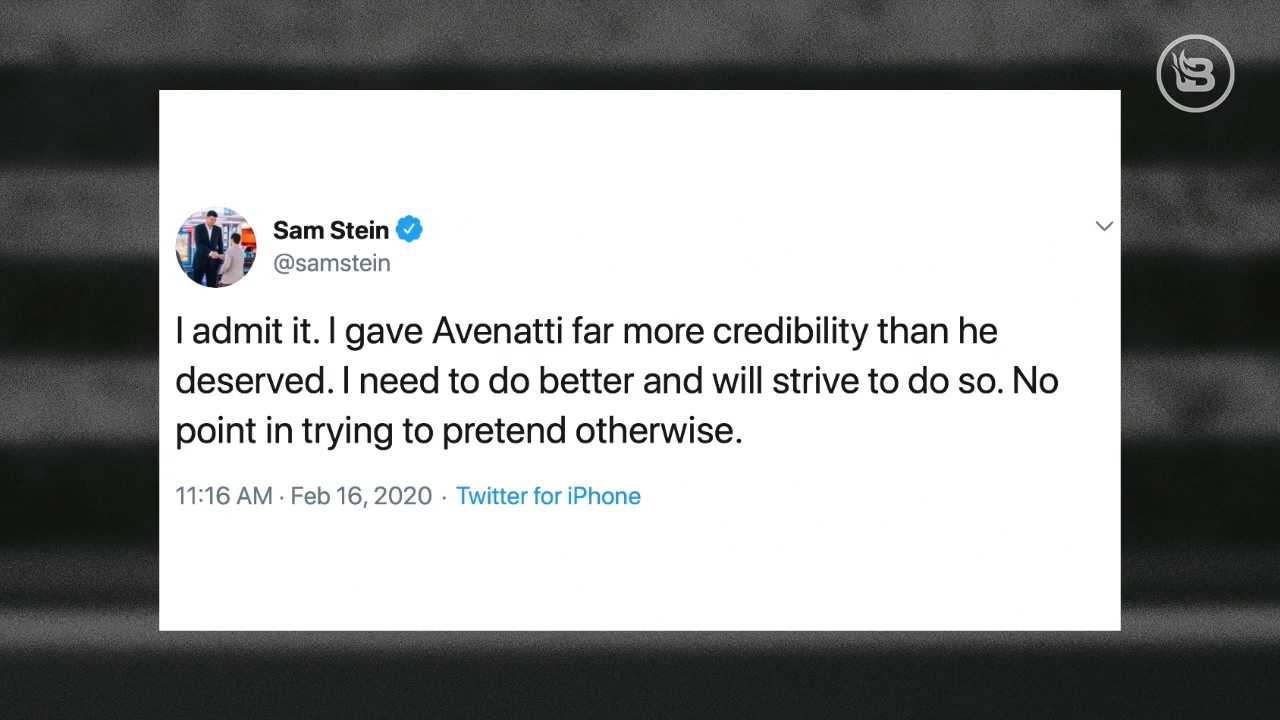 Sam Stein
@samstein
I admit it. I gave Avenatti far more credibility than he
deserved. I need to do better and will strive to do so. No
point in trying to pretend otherwise.
11:16 AM · Feb 16, 2020 · Twitter for iPhone
B